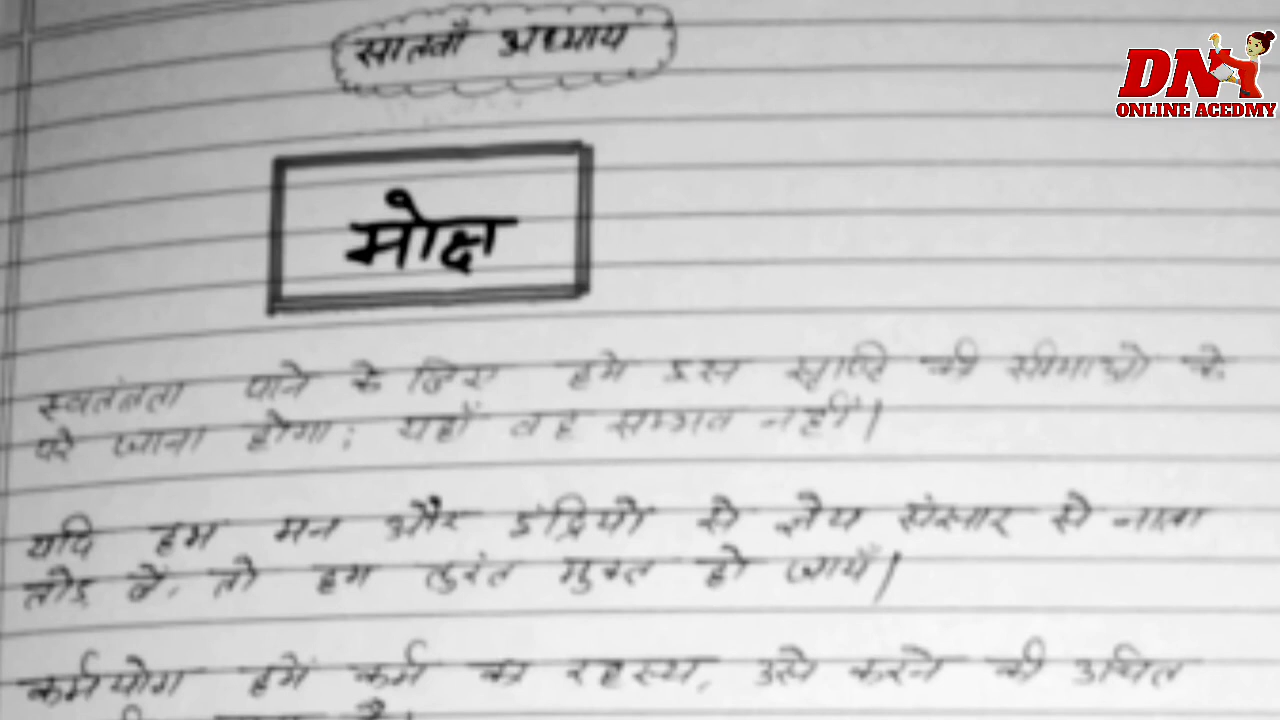 सातवाँ अध्याय
DN
ONLINE ACEDMY
मोक्ष
स्वतंत्रता पाने के लिए हमे इस सृष्टि की सीमाओ के
परे जाना होगा; यहाँ वह सम्भव नहीं।
यदि हम मन और इंद्रियो से ज्ञेय संसार से नाता
तोड़ लें, तो हम तुरंत मुक्त हो जायँ।
कर्मयोग हमें कर्म का रहस्य, उसे करने की उचित